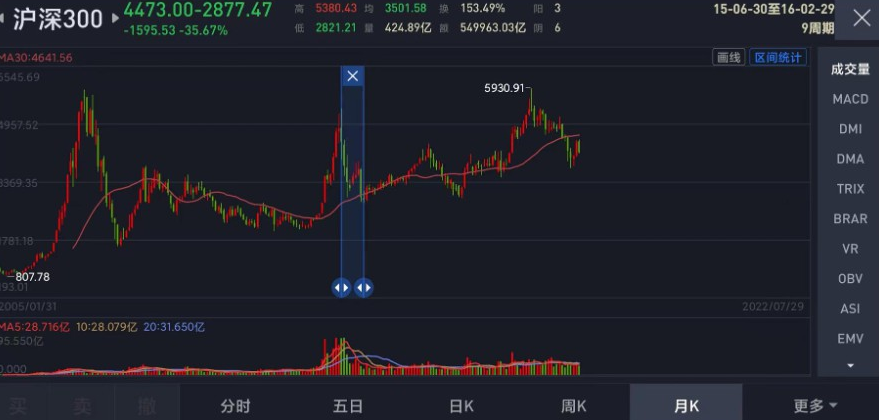 沪深300
4473.00-2877.47
-1595.53 -35.67%
高 5380.43 均 3501.58 换 153.49% 阳 3
低 2821.21 量 424.89亿 额 549963.03亿 阴 6
15-06-30至16-02-29
9周期
MA30:4641.56
画线 区间统计
5545.69
5930.91
4957.52
3369.35
1781.18
807.78
193.01
2005/01/31 2022/07/29
MA5:28.716亿 10:28.079亿 20:31.650亿
95.550亿
0.000
成交量
MACD
DMI
DMA
TRIX
BRAR
VR
OBV
ASI
EMV
买 卖 撤 分时 五日 日K 周K 月K 更多